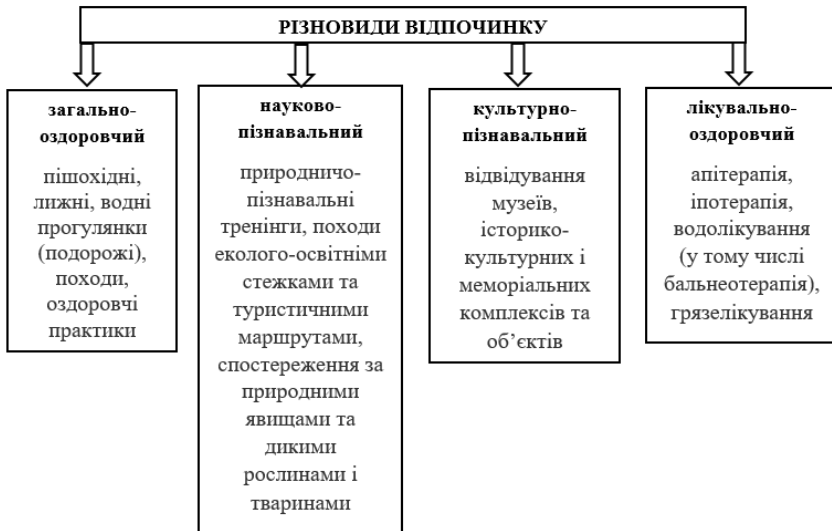 РІЗНОВИДИ ВІДПОЧИНКУ
загально-
оздоровчий
пішохідні,
лижні, водні
прогулянки
(подорожі),
походи,
оздоровчі
практики
науково-
пізнавальний
природничо-
пізнавальні
тренінги, походи
еколого-освітніми
стежками та
туристичними
маршрутами,
спостереження за
природними
явищами та
дикими
рослинами і
тваринами
культурно-
пізнавальний
відвідування
музеїв,
історико-
культурних і
меморіальних
комплексів та
об’єктів
лікувально-
оздоровчий
апітерапія,
іпотерапія,
водолікування
(у тому числі
бальнеотерапія),
грязелікування